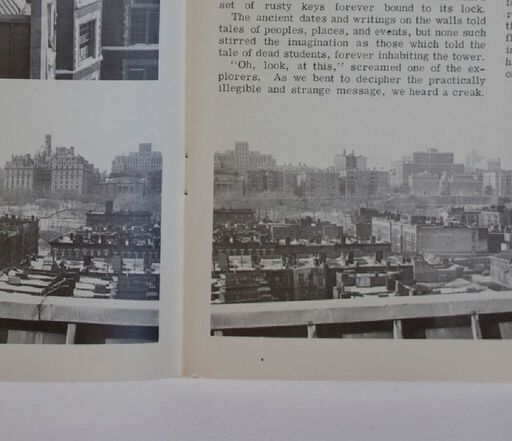 set of rusty keys forever bound to its lock.
The ancient dates and writings on the walls told
tales of peoples, places, and events, but none such
stirred the imagination as those which told the
tale of dead students, forever inhabiting the tower.
"Oh, look, at this," screamed one of the ex-
plorers. As we bent to decipher the practically
illegible and strange message, we heard a creak.